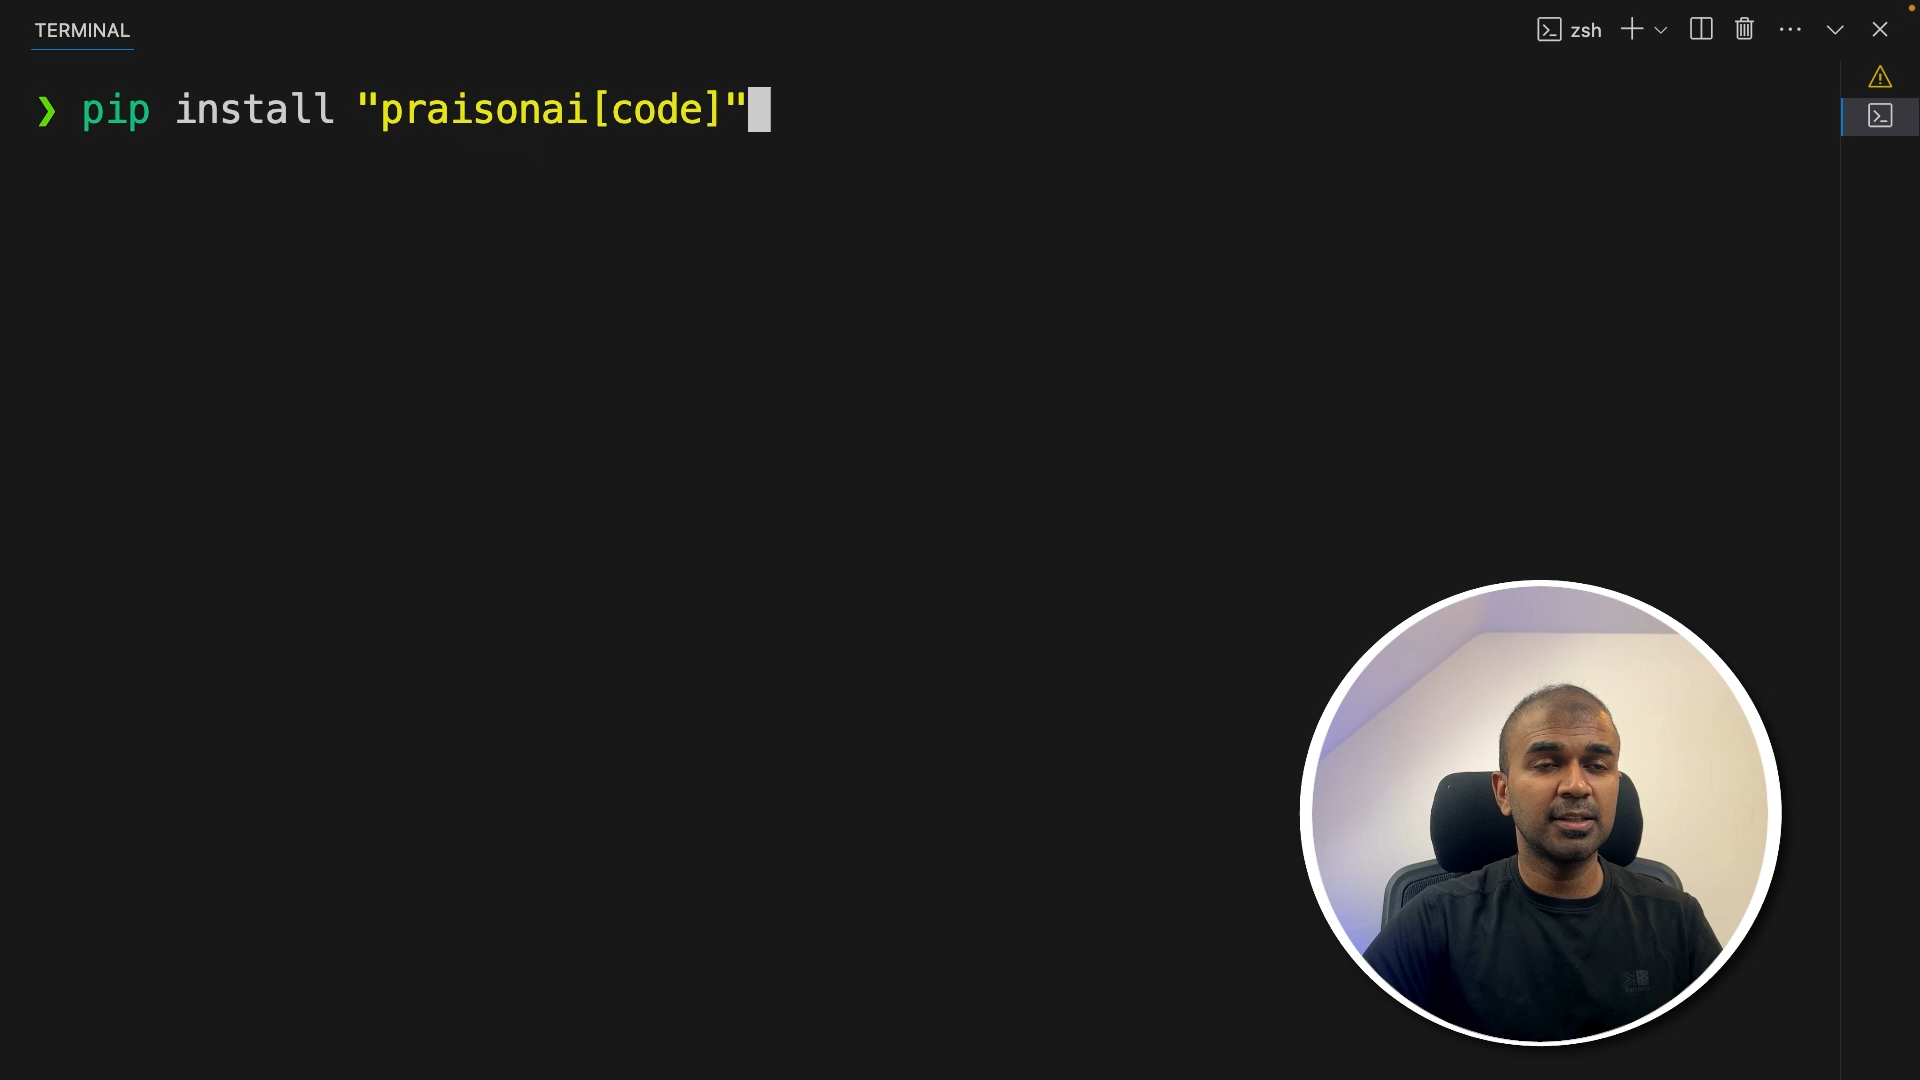 TERMINAL
zsh
❯ pip install "praisonai[code]"